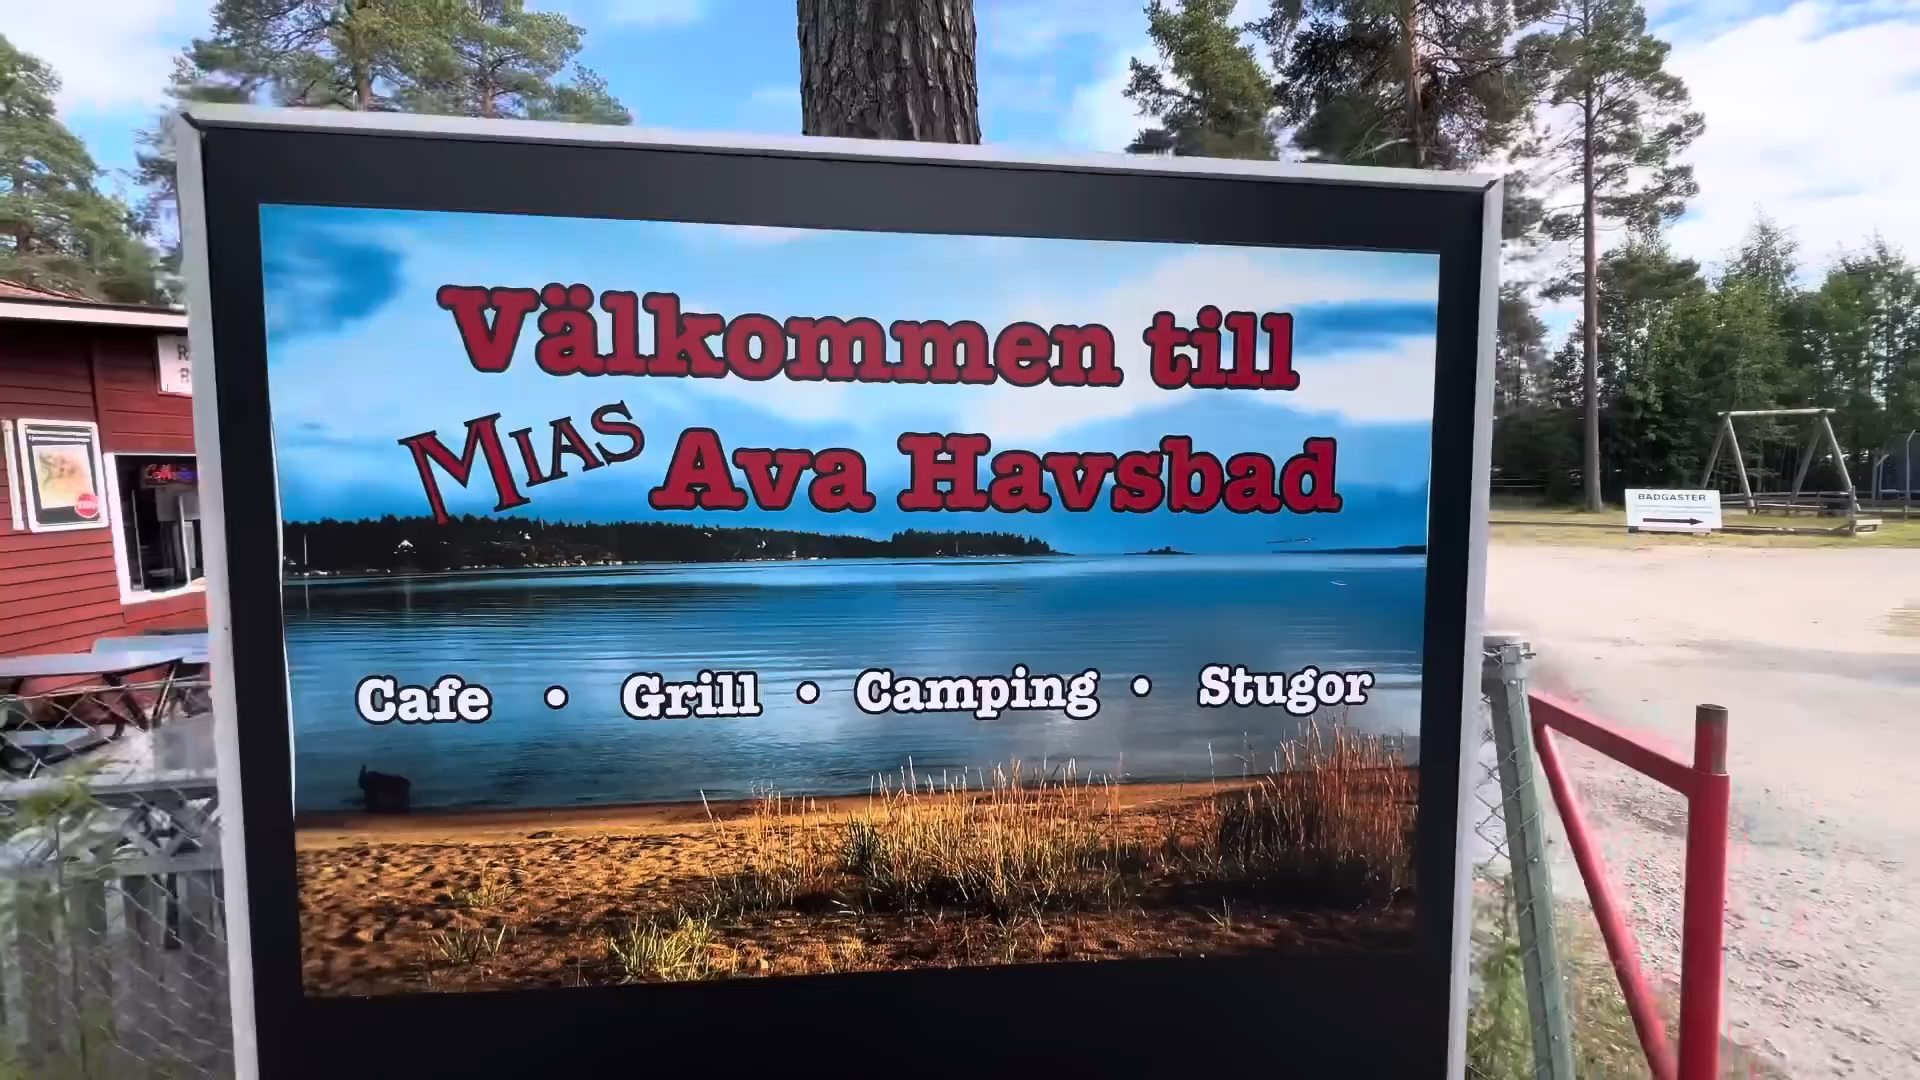 Välkommen till
MIAS Ava Havsbad
Cafe • Grill • Camping • Stugor
BADGÄSTER